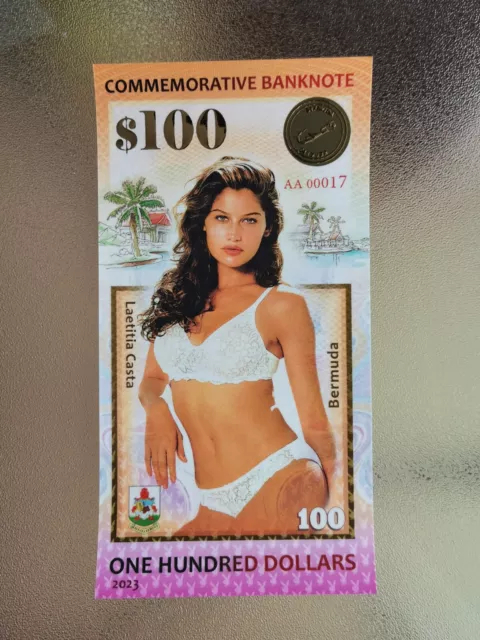 COMMEMORATIVE BANKNOTE
$100
AA 00017
Laetitia Casta
Bermuda
100
ONE HUNDRED DOLLARS
2023